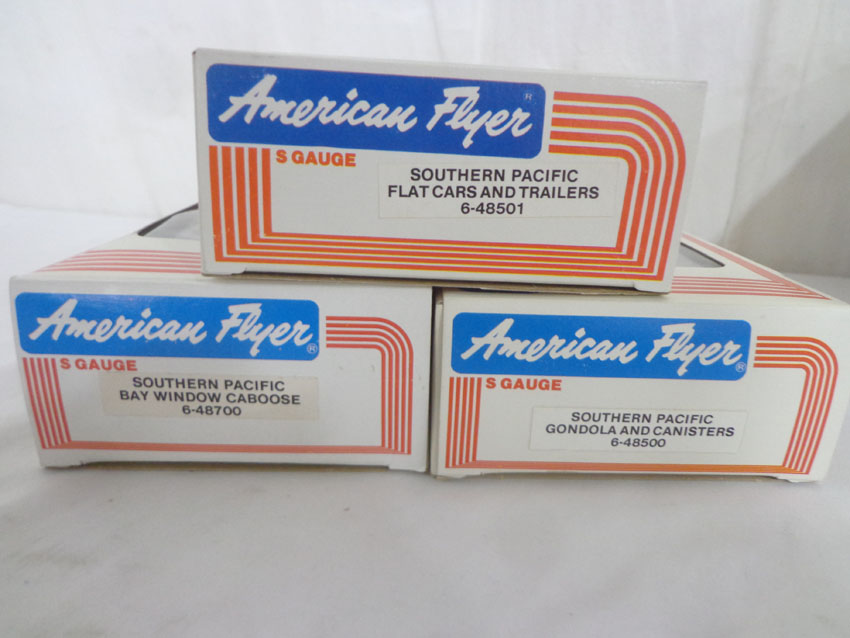 American Flyer®
S GAUGE
SOUTHERN PACIFIC
FLAT CARS AND TRAILERS
6-48501
American Flyer®
S GAUGE
SOUTHERN PACIFIC
BAY WINDOW CABOOSE
6-48700
American Flyer®
S GAUGE
SOUTHERN PACIFIC
GONDOLA AND CANISTERS
6-48500